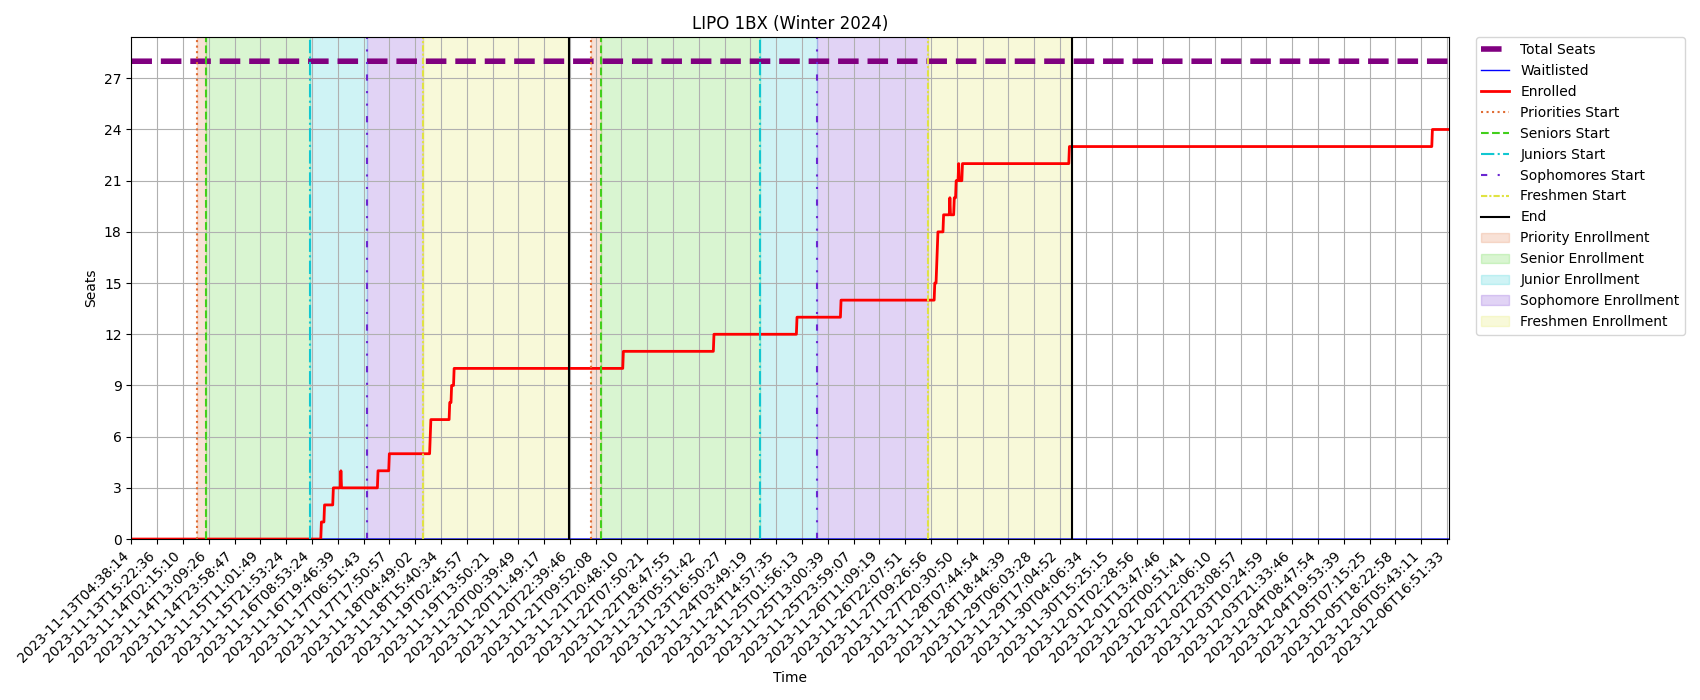 LIPO 1BX (Winter 2024)
Seats
27
24
21
18
15
12
9
6
3
0
2023-11-13T04:38:14
2023-11-13T15:22:36
2023-11-14T02:15:10
2023-11-14T13:09:26
2023-11-14T23:58:47
2023-11-15T11:01:49
2023-11-15T21:53:24
2023-11-16T08:53:24
2023-11-16T19:46:39
2023-11-17T06:51:43
2023-11-17T17:50:57
2023-11-18T04:49:02
2023-11-18T15:40:34
2023-11-19T02:45:57
2023-11-19T13:50:21
2023-11-20T00:39:49
2023-11-20T11:49:17
2023-11-20T22:39:46
2023-11-21T09:52:08
2023-11-21T20:48:10
2023-11-22T07:50:21
2023-11-22T18:47:55
2023-11-23T05:51:42
2023-11-23T16:50:27
2023-11-24T03:49:19
2023-11-24T14:57:35
2023-11-25T01:56:13
2023-11-25T13:00:39
2023-11-25T23:59:07
2023-11-26T11:09:19
2023-11-26T22:07:51
2023-11-27T09:26:56
2023-11-27T20:30:50
2023-11-28T07:44:54
2023-11-28T18:44:39
2023-11-29T06:03:28
2023-11-29T17:04:52
2023-11-30T04:06:34
2023-11-30T15:25:15
2023-12-01T02:28:56
2023-12-01T13:47:46
2023-12-02T00:51:41
2023-12-02T12:06:10
2023-12-02T23:08:57
2023-12-03T10:24:59
2023-12-03T21:33:46
2023-12-04T08:47:54
2023-12-04T19:53:39
2023-12-05T07:15:25
2023-12-05T18:22:58
2023-12-06T05:43:11
2023-12-06T16:51:33
Time
Total Seats
Waitlisted
Enrolled
Priorities Start
Seniors Start
Juniors Start
Sophomores Start
Freshmen Start
End
Priority Enrollment
Senior Enrollment
Junior Enrollment
Sophomore Enrollment
Freshmen Enrollment